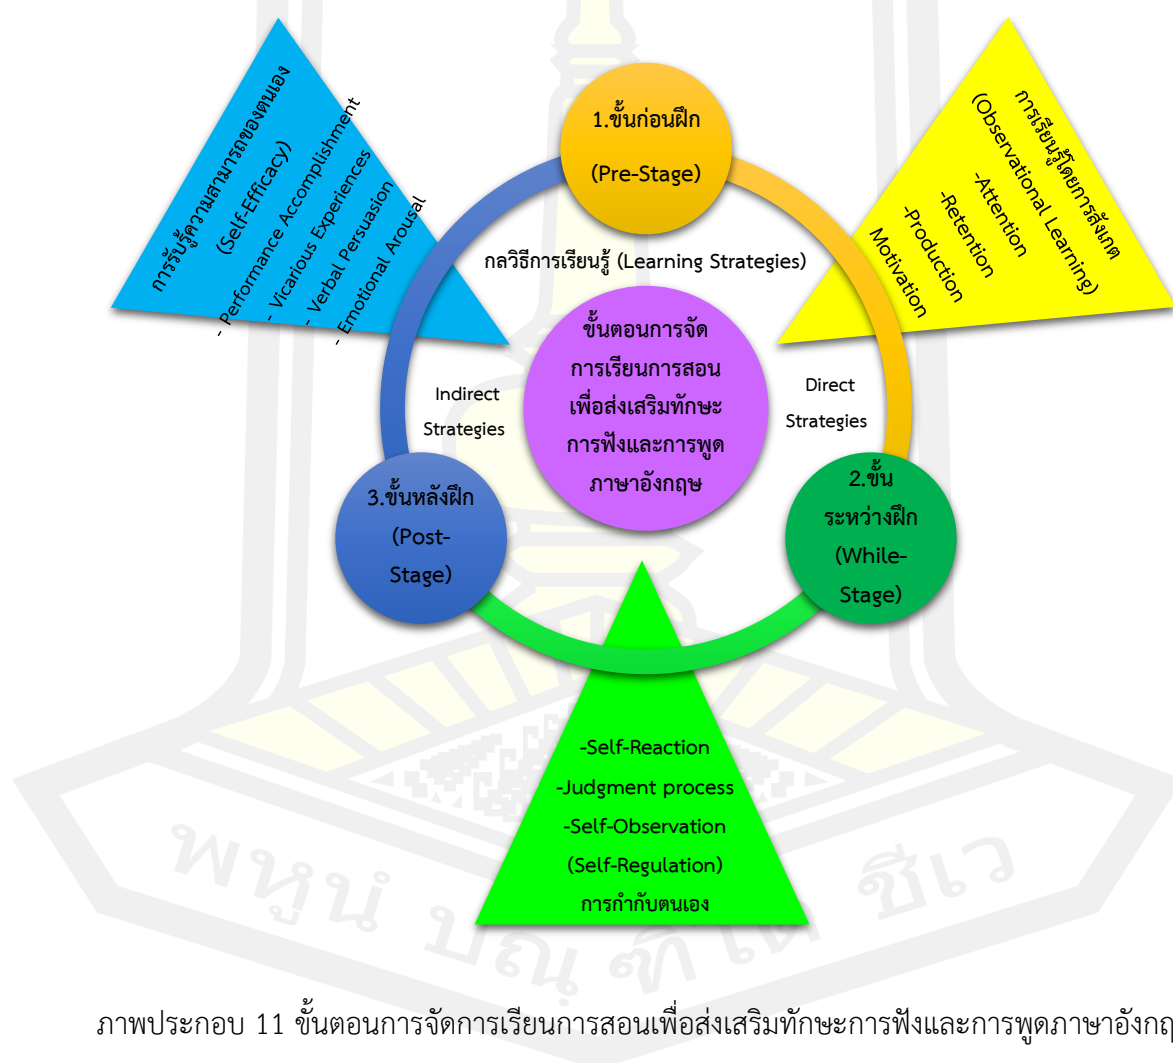 การรับรู้ความสามารถของตนเอง
(Self-Efficacy)
- Performance Accomplishment
- Vicarious Experiences
- Verbal Persuasion
- Emotional Arousal
1.ขั้นก่อนฝึก
(Pre-Stage)
การเรียนรู้โดยการสังเกต
(Observational Learning)
-Attention
-Retention
-Production
Motivation
กลวิธีการเรียนรู้ (Learning Strategies)
ขั้นตอนการจัด
การเรียนการสอน
เพื่อส่งเสริมทักษะ
การฟังและการพูด
ภาษาอังกฤษ
Indirect
Strategies
Direct
Strategies
3.ขั้นหลังฝึก
(Post-
Stage)
2.ขั้น
ระหว่างฝึก
(While-
Stage)
-Self-Reaction
-Judgment process
-Self-Observation
(Self-Regulation)
การกำกับตนเอง
พหูนํ ปณฺฑิโต ชีเว
ภาพประกอบ 11 ขั้นตอนการจัดการเรียนการสอนเพื่อส่งเสริมทักษะการฟังและการพูดภาษาอังกฤ